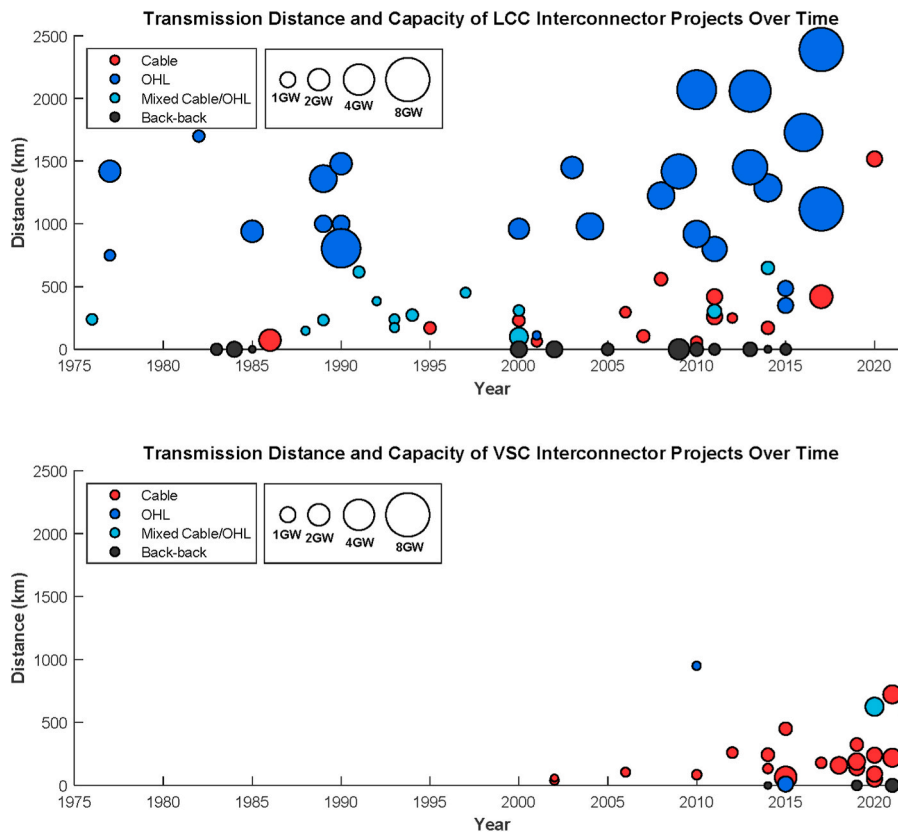 Transmission Distance and Capacity of LCC Interconnector Projects Over Time
2500
2000
1500
1000
500
0
Distance (km)
Cable
OHL
Mixed Cable/OHL
Back-back
1GW 2GW 4GW 8GW
1975 1980 1985 1990 1995 2000 2005 2010 2015 2020
Year
Transmission Distance and Capacity of VSC Interconnector Projects Over Time
2500
2000
1500
1000
500
0
Distance (km)
Cable
OHL
Mixed Cable/OHL
Back-back
1GW 2GW 4GW 8GW
1975 1980 1985 1990 1995 2000 2005 2010 2015 2020
Year